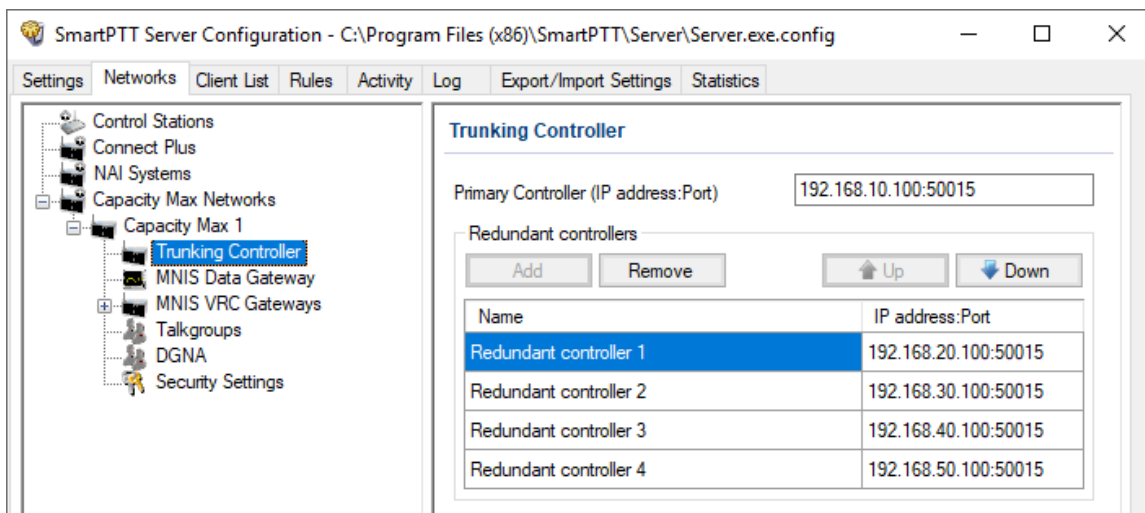 SmartPTT Server Configuration - C:\Program Files (x86)\SmartPTT\Server\Server.exe.config
Settings Networks Client List Rules Activity Log Export/Import Settings Statistics
Control Stations
Connect Plus
NAI Systems
Capacity Max Networks
Capacity Max 1
Trunking Controller
MNIS Data Gateway
MNIS VRC Gateways
Talkgroups
DGNA
Security Settings
Trunking Controller
Primary Controller (IP address:Port) 192.168.10.100:50015
Redundant controllers
Add Remove Up Down
Name IP address:Port
Redundant controller 1 192.168.20.100:50015
Redundant controller 2 192.168.30.100:50015
Redundant controller 3 192.168.40.100:50015
Redundant controller 4 192.168.50.100:50015